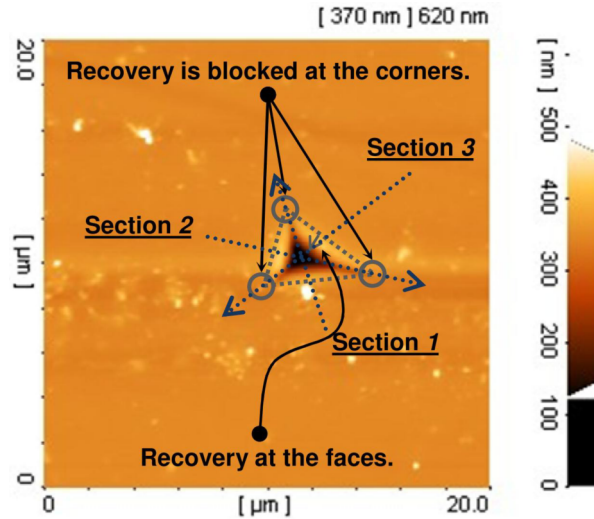 [ 370 nm ] 620 nm
20.0
Recovery is blocked at the corners.
Section 3
Section 2
Section 1
Recovery at the faces.
[ µm ]
0
0
[ µm ]
20.0
[ nm ]
500
400
300
200
100
0